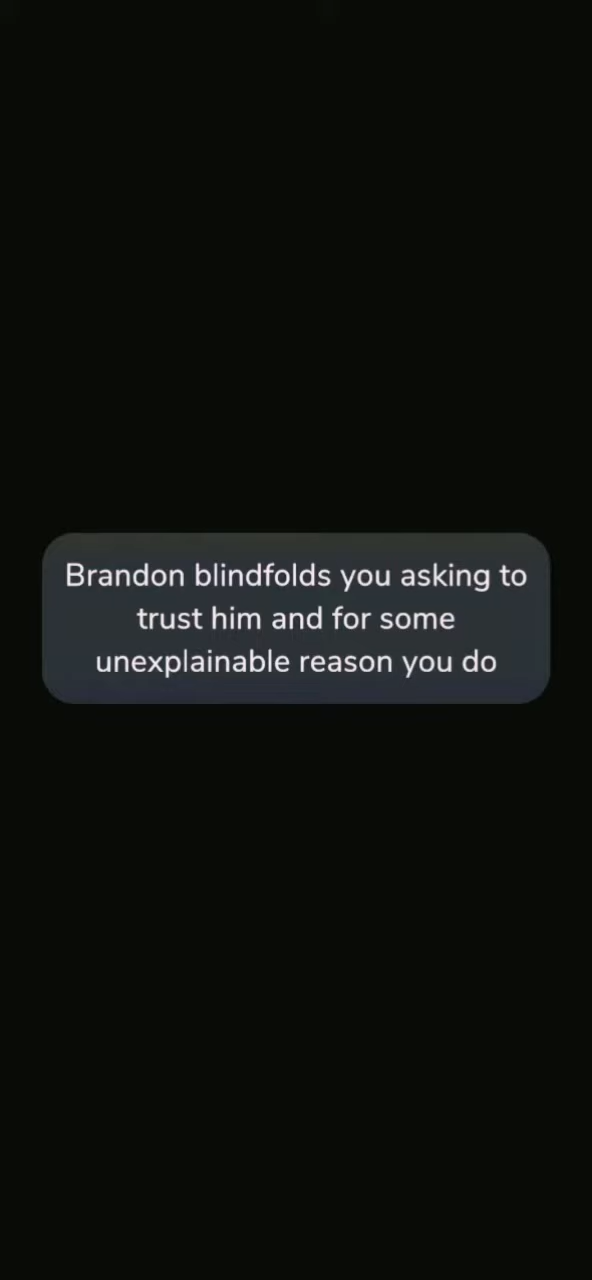 Brandon blindfolds you asking to
trust him and for some
unexplainable reason you do